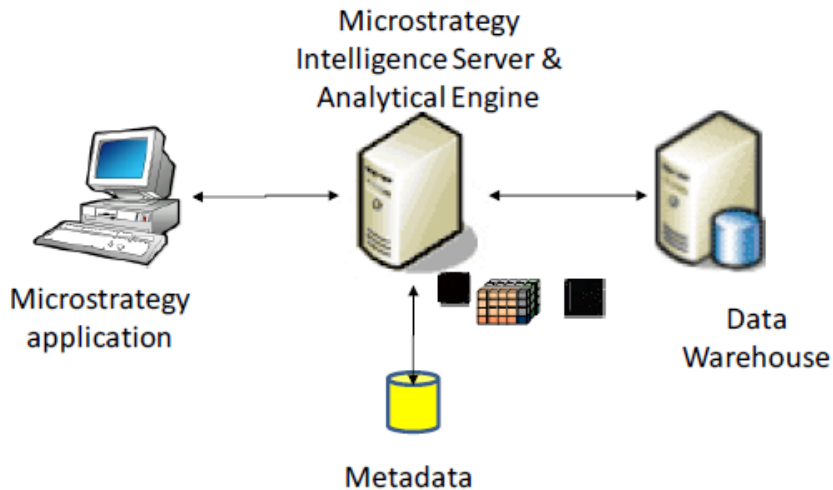 Microstrategy
Intelligence Server &
Analytical Engine
Microstrategy
application
Data
Warehouse
Metadata